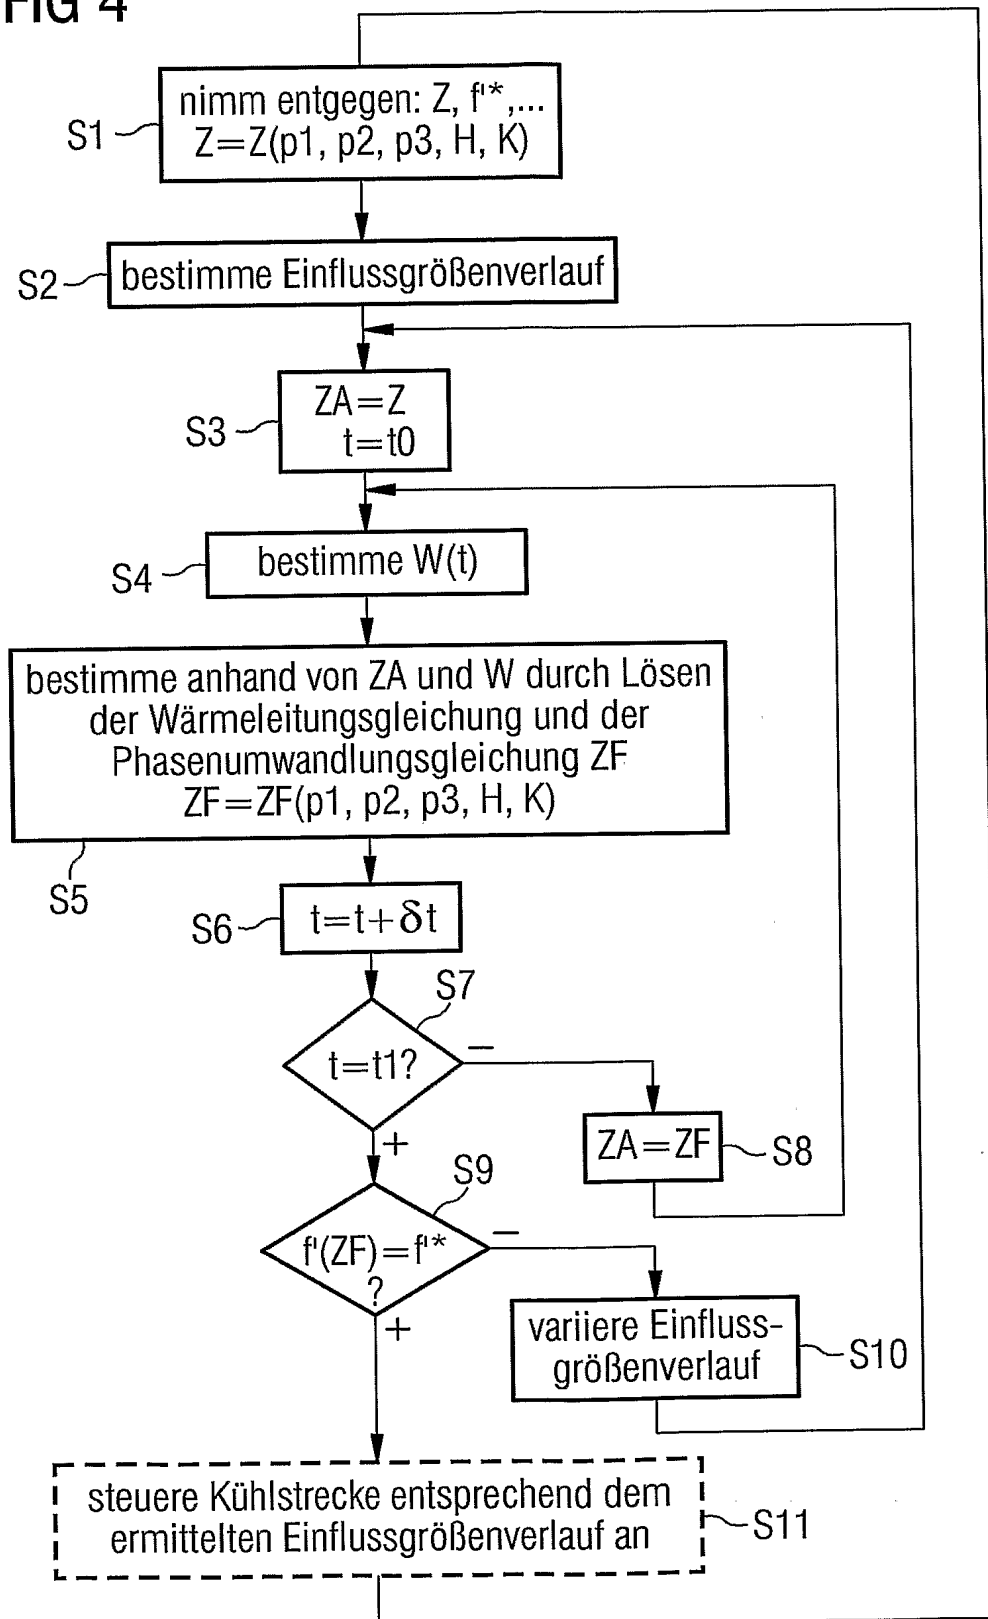 FIG 4
nimm entgegen: Z, f'*,...
Z=Z(p1, p2, p3, H, K)
S1
S2
bestimme Einflussgrößenverlauf
ZA=Z
t=t0
S3
bestimme W(t)
S4
bestimme anhand von ZA und W durch Lösen
der Wärmeleitungsgleichung und der
Phasenumwandlungsgleichung ZF
ZF=ZF(p1, p2, p3, H, K)
S5
S6
t=t+δt
S7
t=t1?
−
+
ZA=ZF
S8
S9
f'(ZF)=f'*
?
−
+
variiere Einfluss-
größenverlauf
S10
steuere Kühlstrecke entsprechend dem
ermittelten Einflussgrößenverlauf an
S11